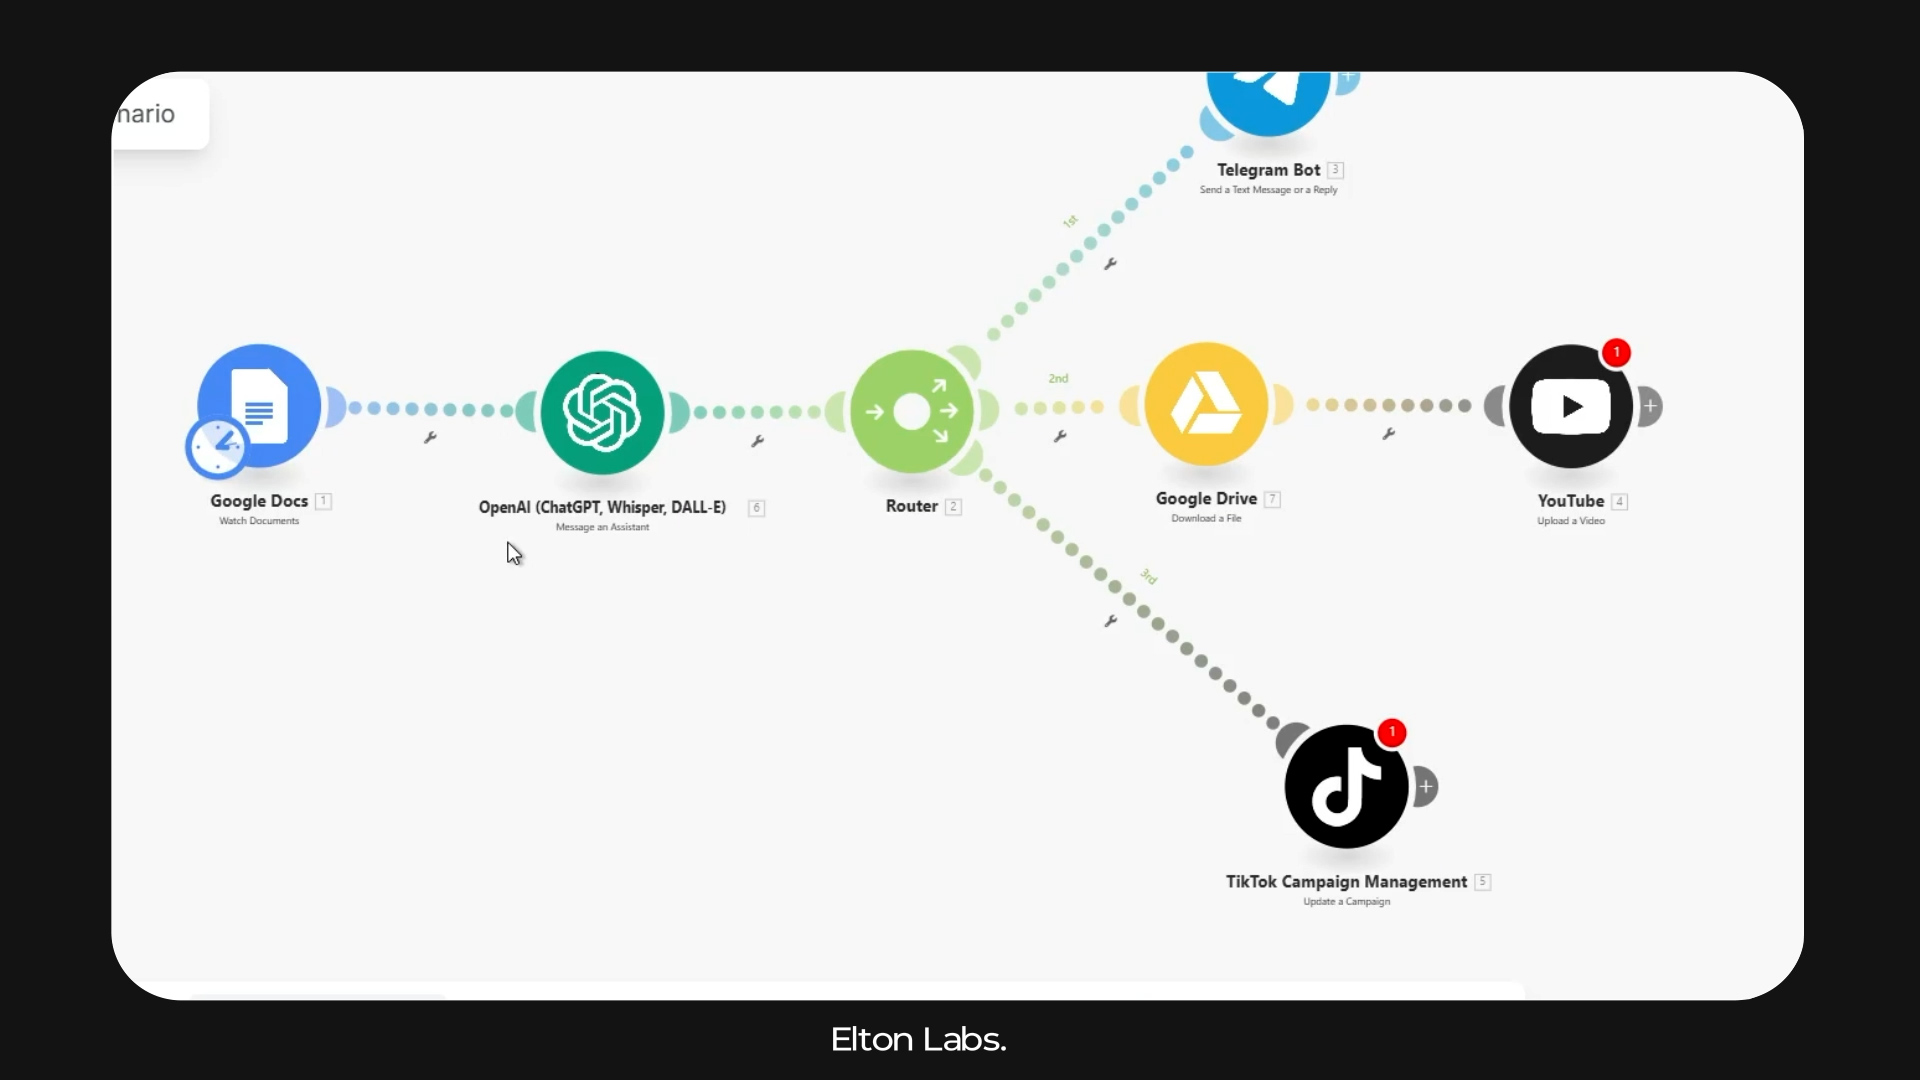 nario
Telegram Bot 3
Send a Text Message or a Reply
1st
2nd
1
1
Google Docs 1
Watch Documents
OpenAI (ChatGPT, Whisper, DALL-E) 6
Message an Assistant
Router 2
Google Drive 7
Download a File
YouTube 4
Upload a Video
3rd
TikTok Campaign Management 5
Update a Campaign
Elton Labs.